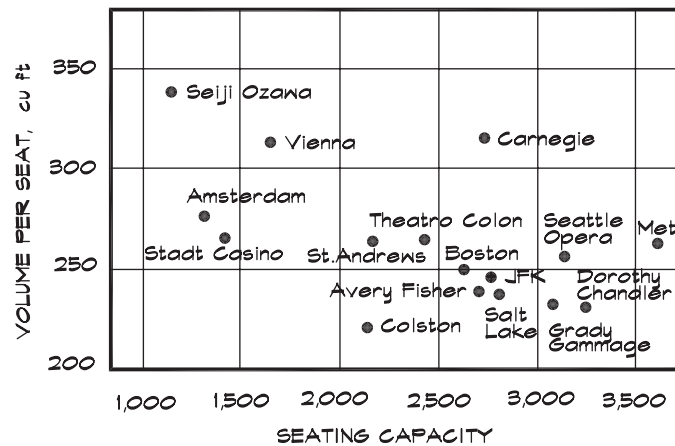 VOLUME PER SEAT, cu ft
350
300
250
200
Seiji Ozawa
Vienna
Carnegie
Amsterdam
Stadt Casino
Theatro Colon
St.Andrews
Boston
Seattle
Opera
Met
JFK
Avery Fisher
Dorothy
Chandler
Colston
Salt
Lake
Grady
Gammage
1,000
1,500
2,000
2,500
3,000
3,500
SEATING CAPACITY